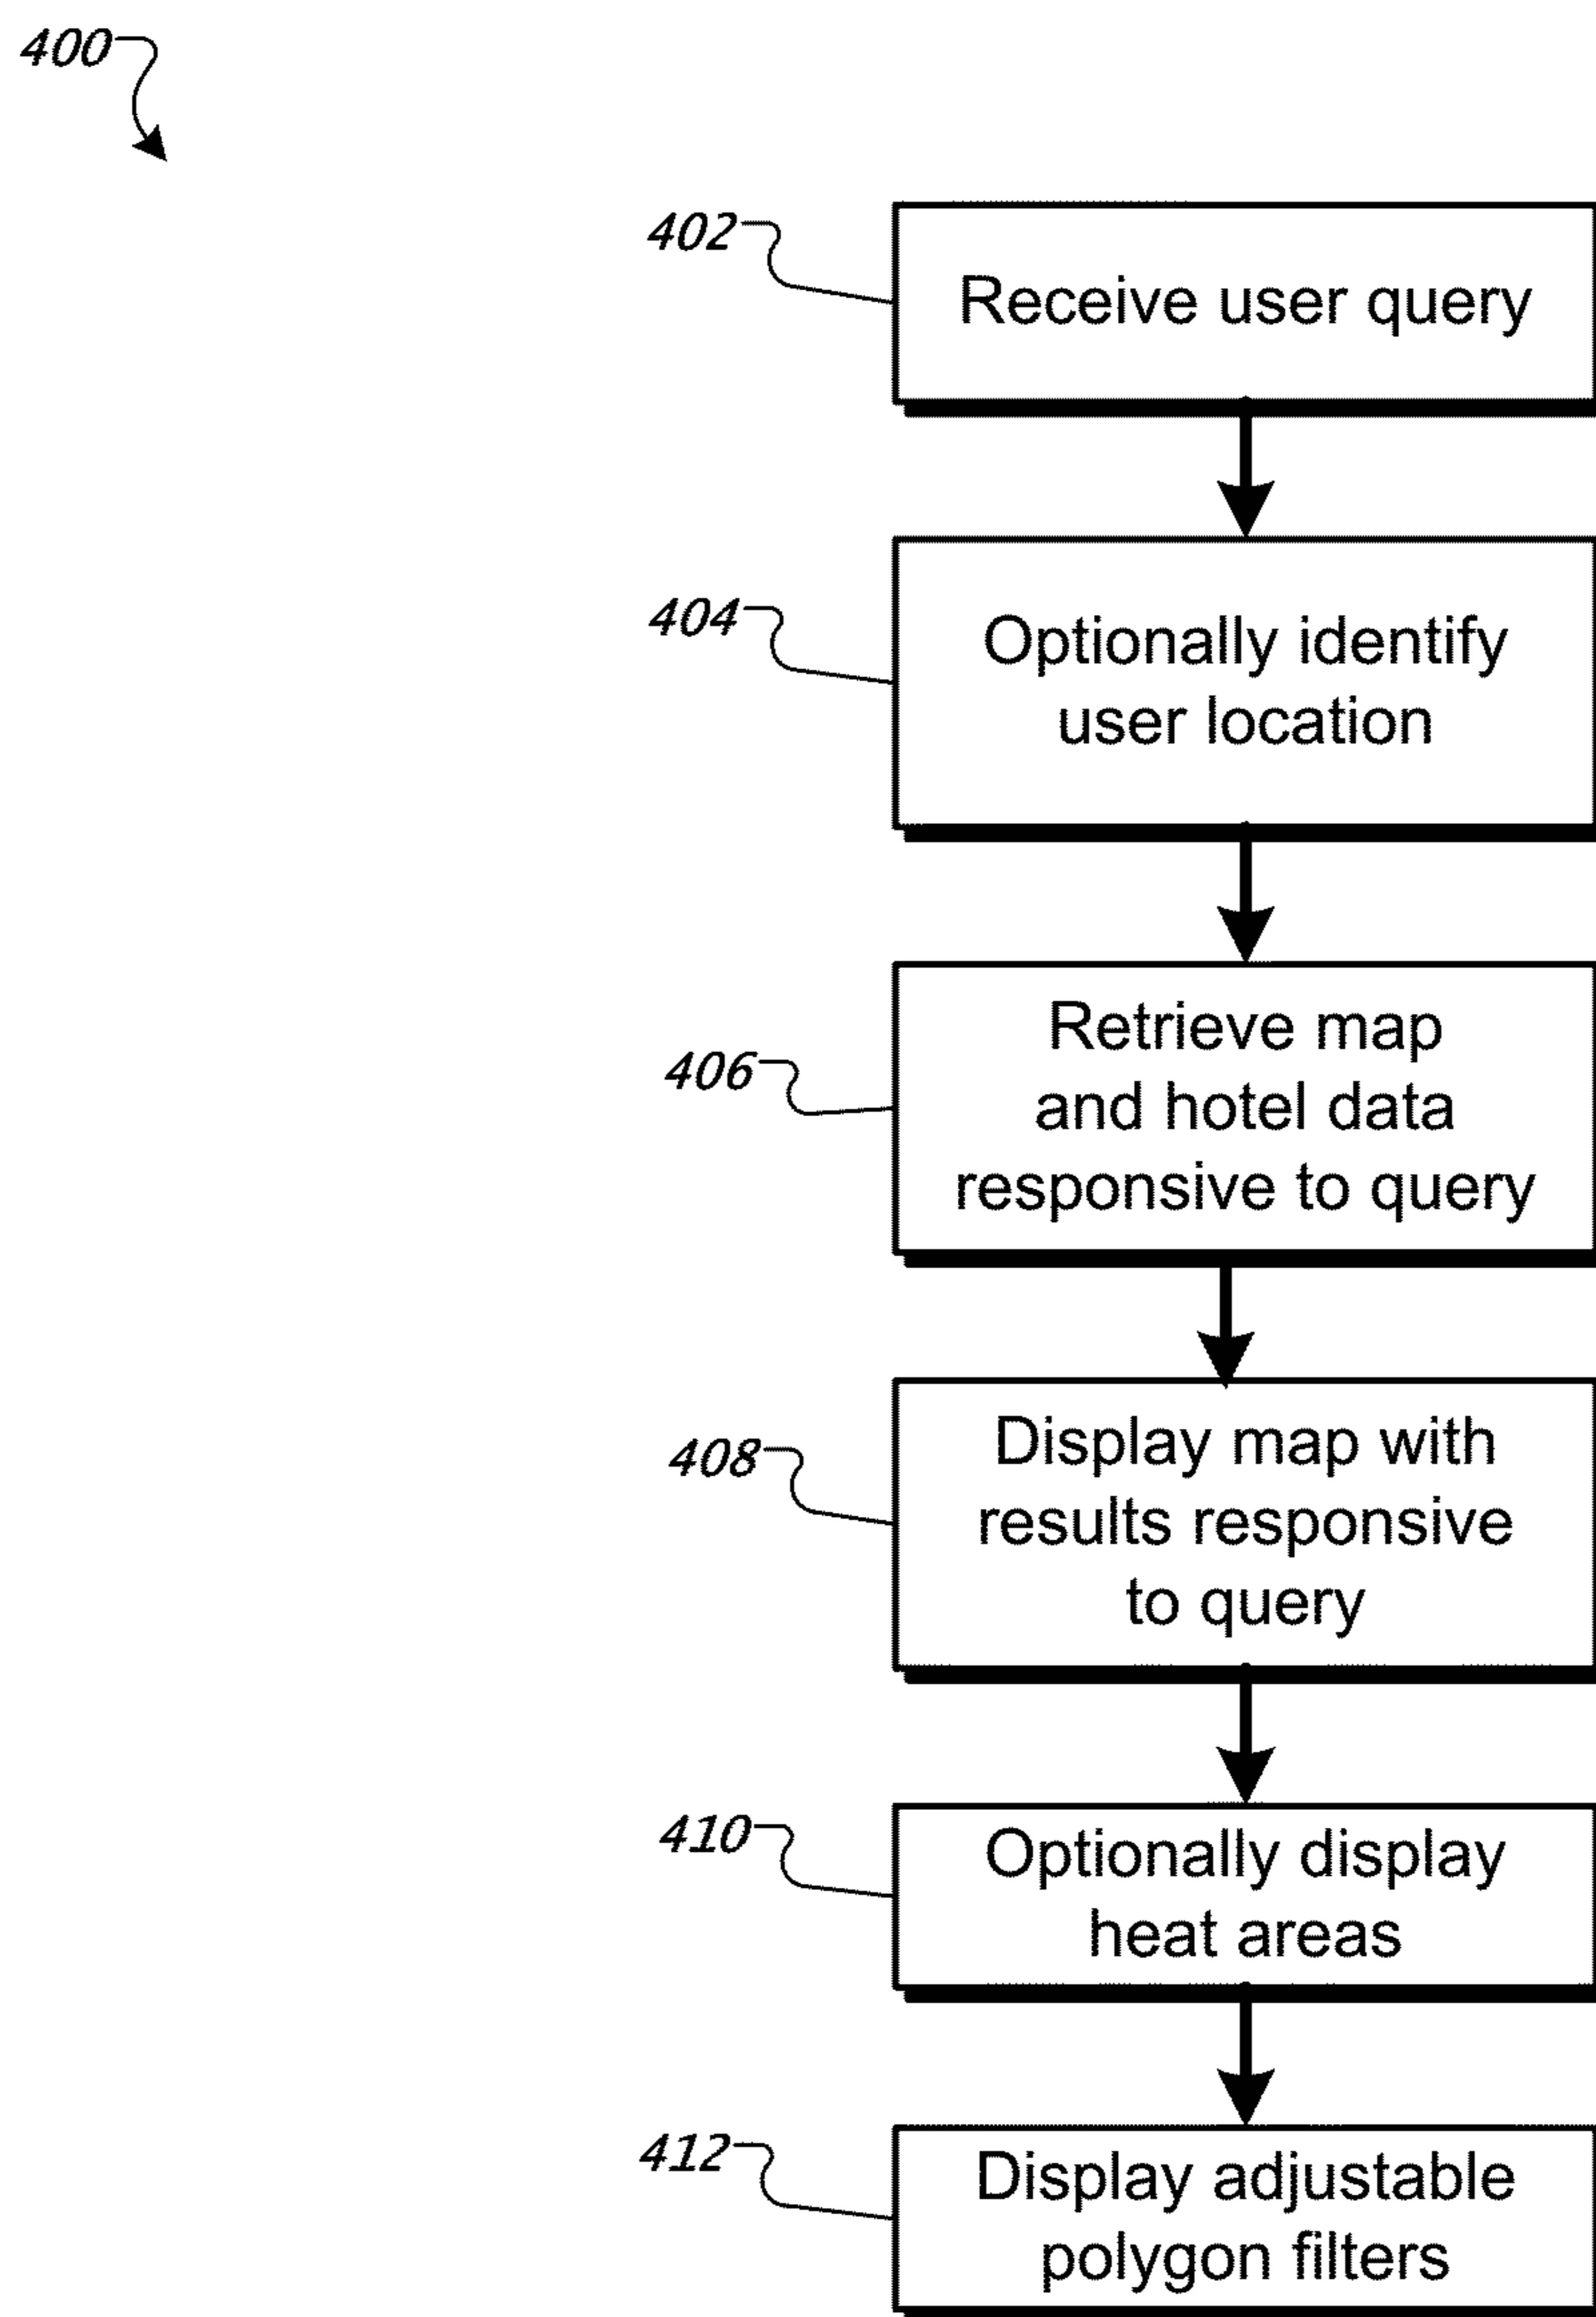 400
402
Receive user query
404
Optionally identify
user location
406
Retrieve map
and hotel data
responsive to query
408
Display map with
results responsive
to query
410
Optionally display
heat areas
412
Display adjustable
polygon filters